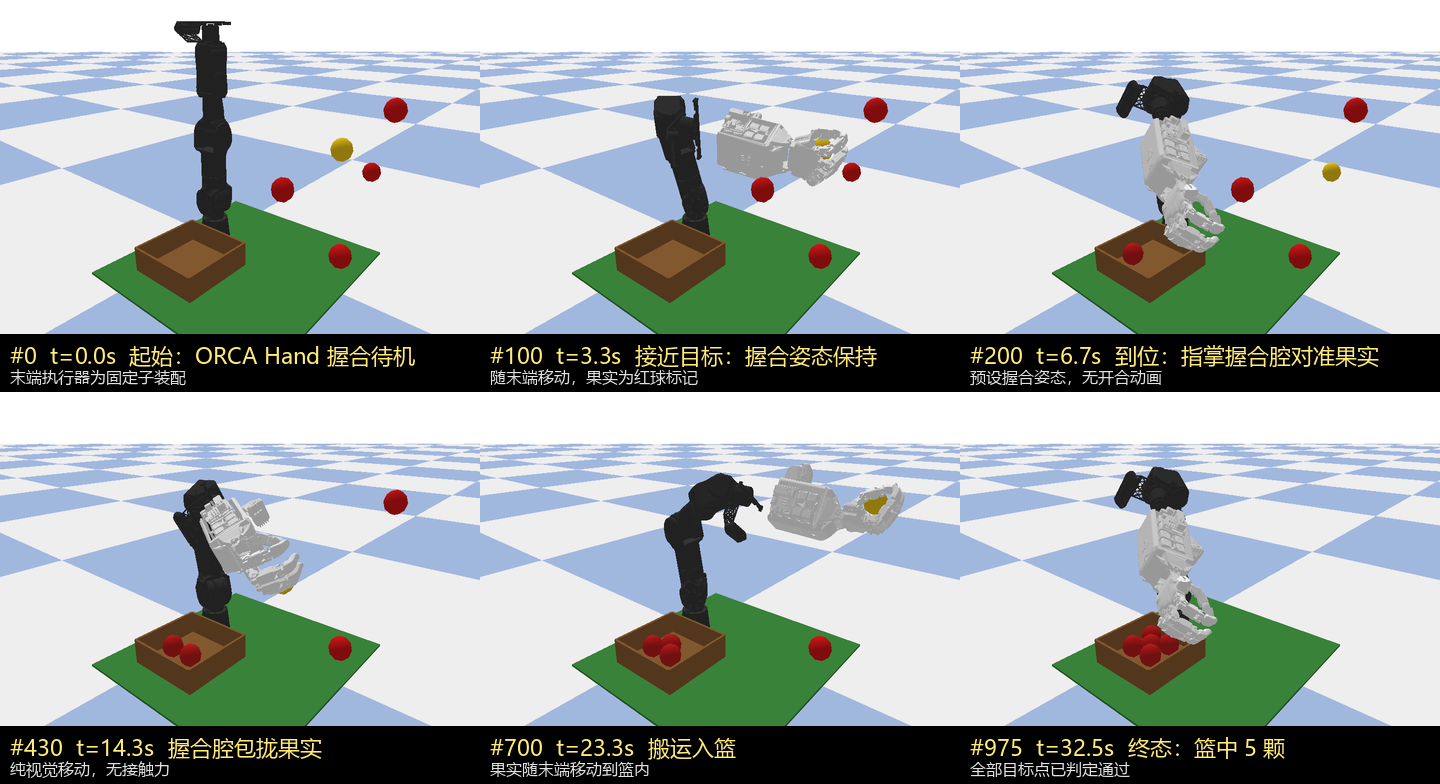 #0 t=0.0s 起始：ORCA Hand 握合待机
末端执行器为固定子装配
#100 t=3.3s 接近目标：握合姿态保持
随末端移动，果实为红球标记
#200 t=6.7s 到位：指掌握合腔对准果实
预设握合姿态，无开合动画
#430 t=14.3s 握合腔包拢果实
纯视觉移动，无接触力
#700 t=23.3s 搬运入篮
果实随末端移动到篮内
#975 t=32.5s 终态：篮中 5 颗
全部目标点已判定通过